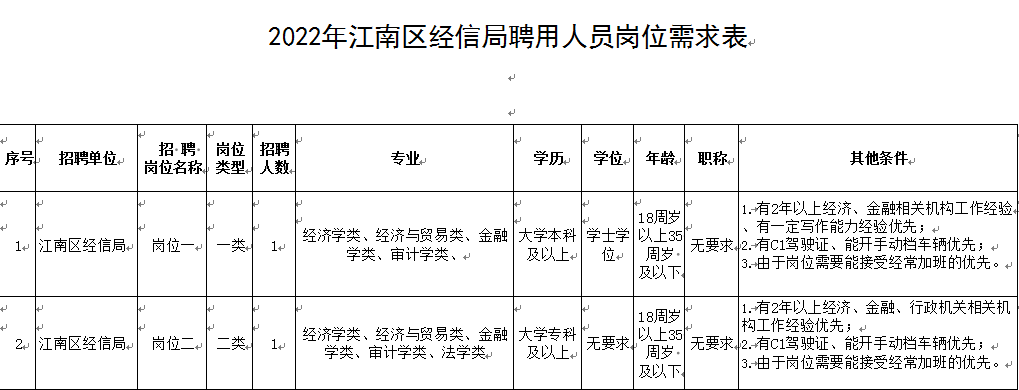 2022年江南区经信局聘用人员岗位需求表
序号 招聘单位 招聘岗位名称 岗位类型 招聘人数 专业 学历 学位 年龄 职称 其他条件
1 江南区经信局 岗位一 一类 1 经济学类、经济与贸易类、金融学类、审计学类、 大学本科及以上 学士学位 18周岁以上35周岁及以下 无要求
1.有2年以上经济、金融相关机构工作经验
、有一定写作能力经验优先;
2.有C1驾驶证、能开手动档车辆优先;
3.由于岗位需要能接受经常加班的优先。
2 江南区经信局 岗位二 二类 1 经济学类、经济与贸易类、金融学类、审计学类、法学类 大学专科及以上 无要求 18周岁以上35周岁及以下 无要求
1.有2年以上经济、金融、行政机关相关机
构工作经验优先;
2.有C1驾驶证、能开手动档车辆优先;
3.由于岗位需要能接受经常加班的优先。